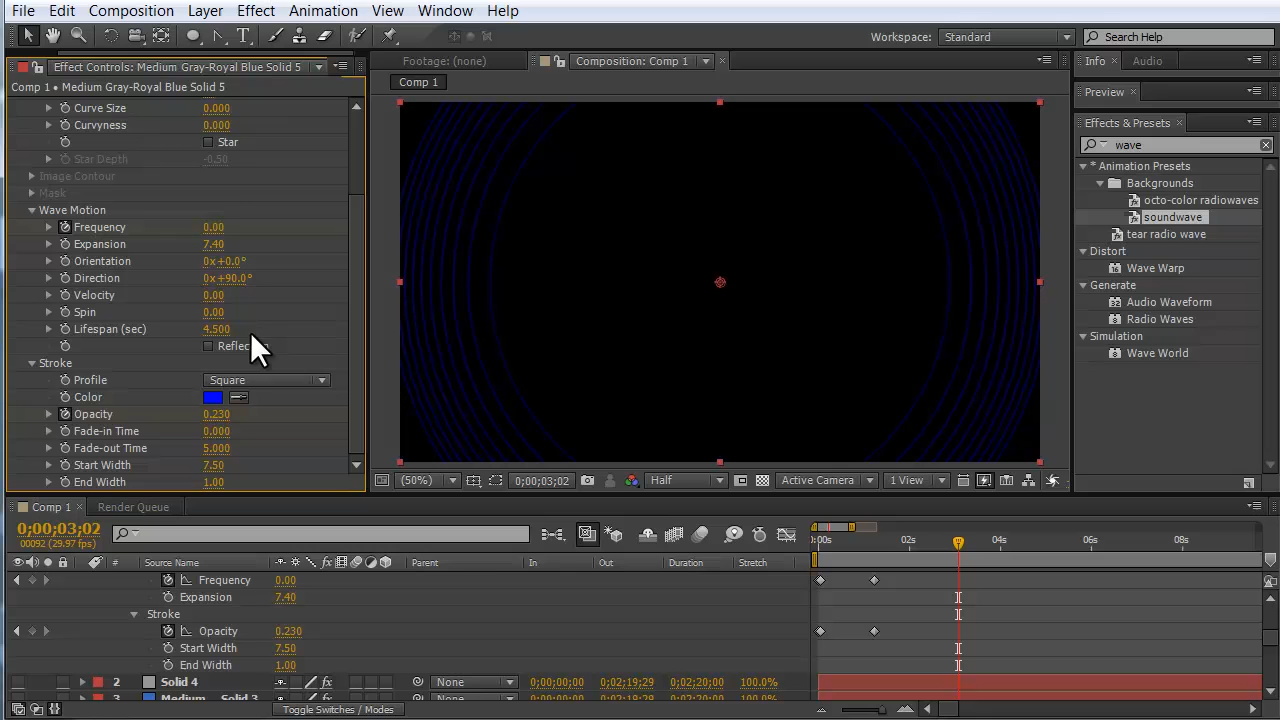 File Edit Composition Layer Effect Animation View Window Help
Workspace: Standard Search Help
Effect Controls: Medium Gray-Royal Blue Solid 5
Comp 1 • Medium Gray-Royal Blue Solid 5
Curve Size 0.000
Curvyness 0.000
Star
Star Depth -0.50
Image Contour
Mask
Wave Motion
Frequency 0.00
Expansion 7.40
Orientation 0x+0.0°
Direction 0x+90.0°
Velocity 0.00
Spin 0.00
Lifespan (sec) 4.500
Stroke
Profile Square
Color
Opacity 0.230
Fade-in Time 0.000
Fade-out Time 5.000
Start Width 7.50
End Width 1.00
Footage: (none) Composition: Comp 1
Comp 1
(50%) 0;00;03;02 Half Active Camera 1 View
Info Audio
Preview
Effects & Presets
wave
* Animation Presets
Backgrounds
octo-color radiowaves
soundwave
tear radio wave
Distort
Wave Warp
Generate
Audio Waveform
Radio Waves
Simulation
Wave World
Comp 1 Render Queue
0;00;03;02
00092 (29.97 fps)
# Source Name Parent In Out Duration Stretch
02s 04s 06s 08s
Frequency 0.00
Expansion 7.40
Stroke
Opacity 0.230
Start Width 7.50
End Width 1.00
2 Solid 4 None 0;00;00;00 0;02;19;29 0;02;20;00 100.0%
Toggle Switches / Modes